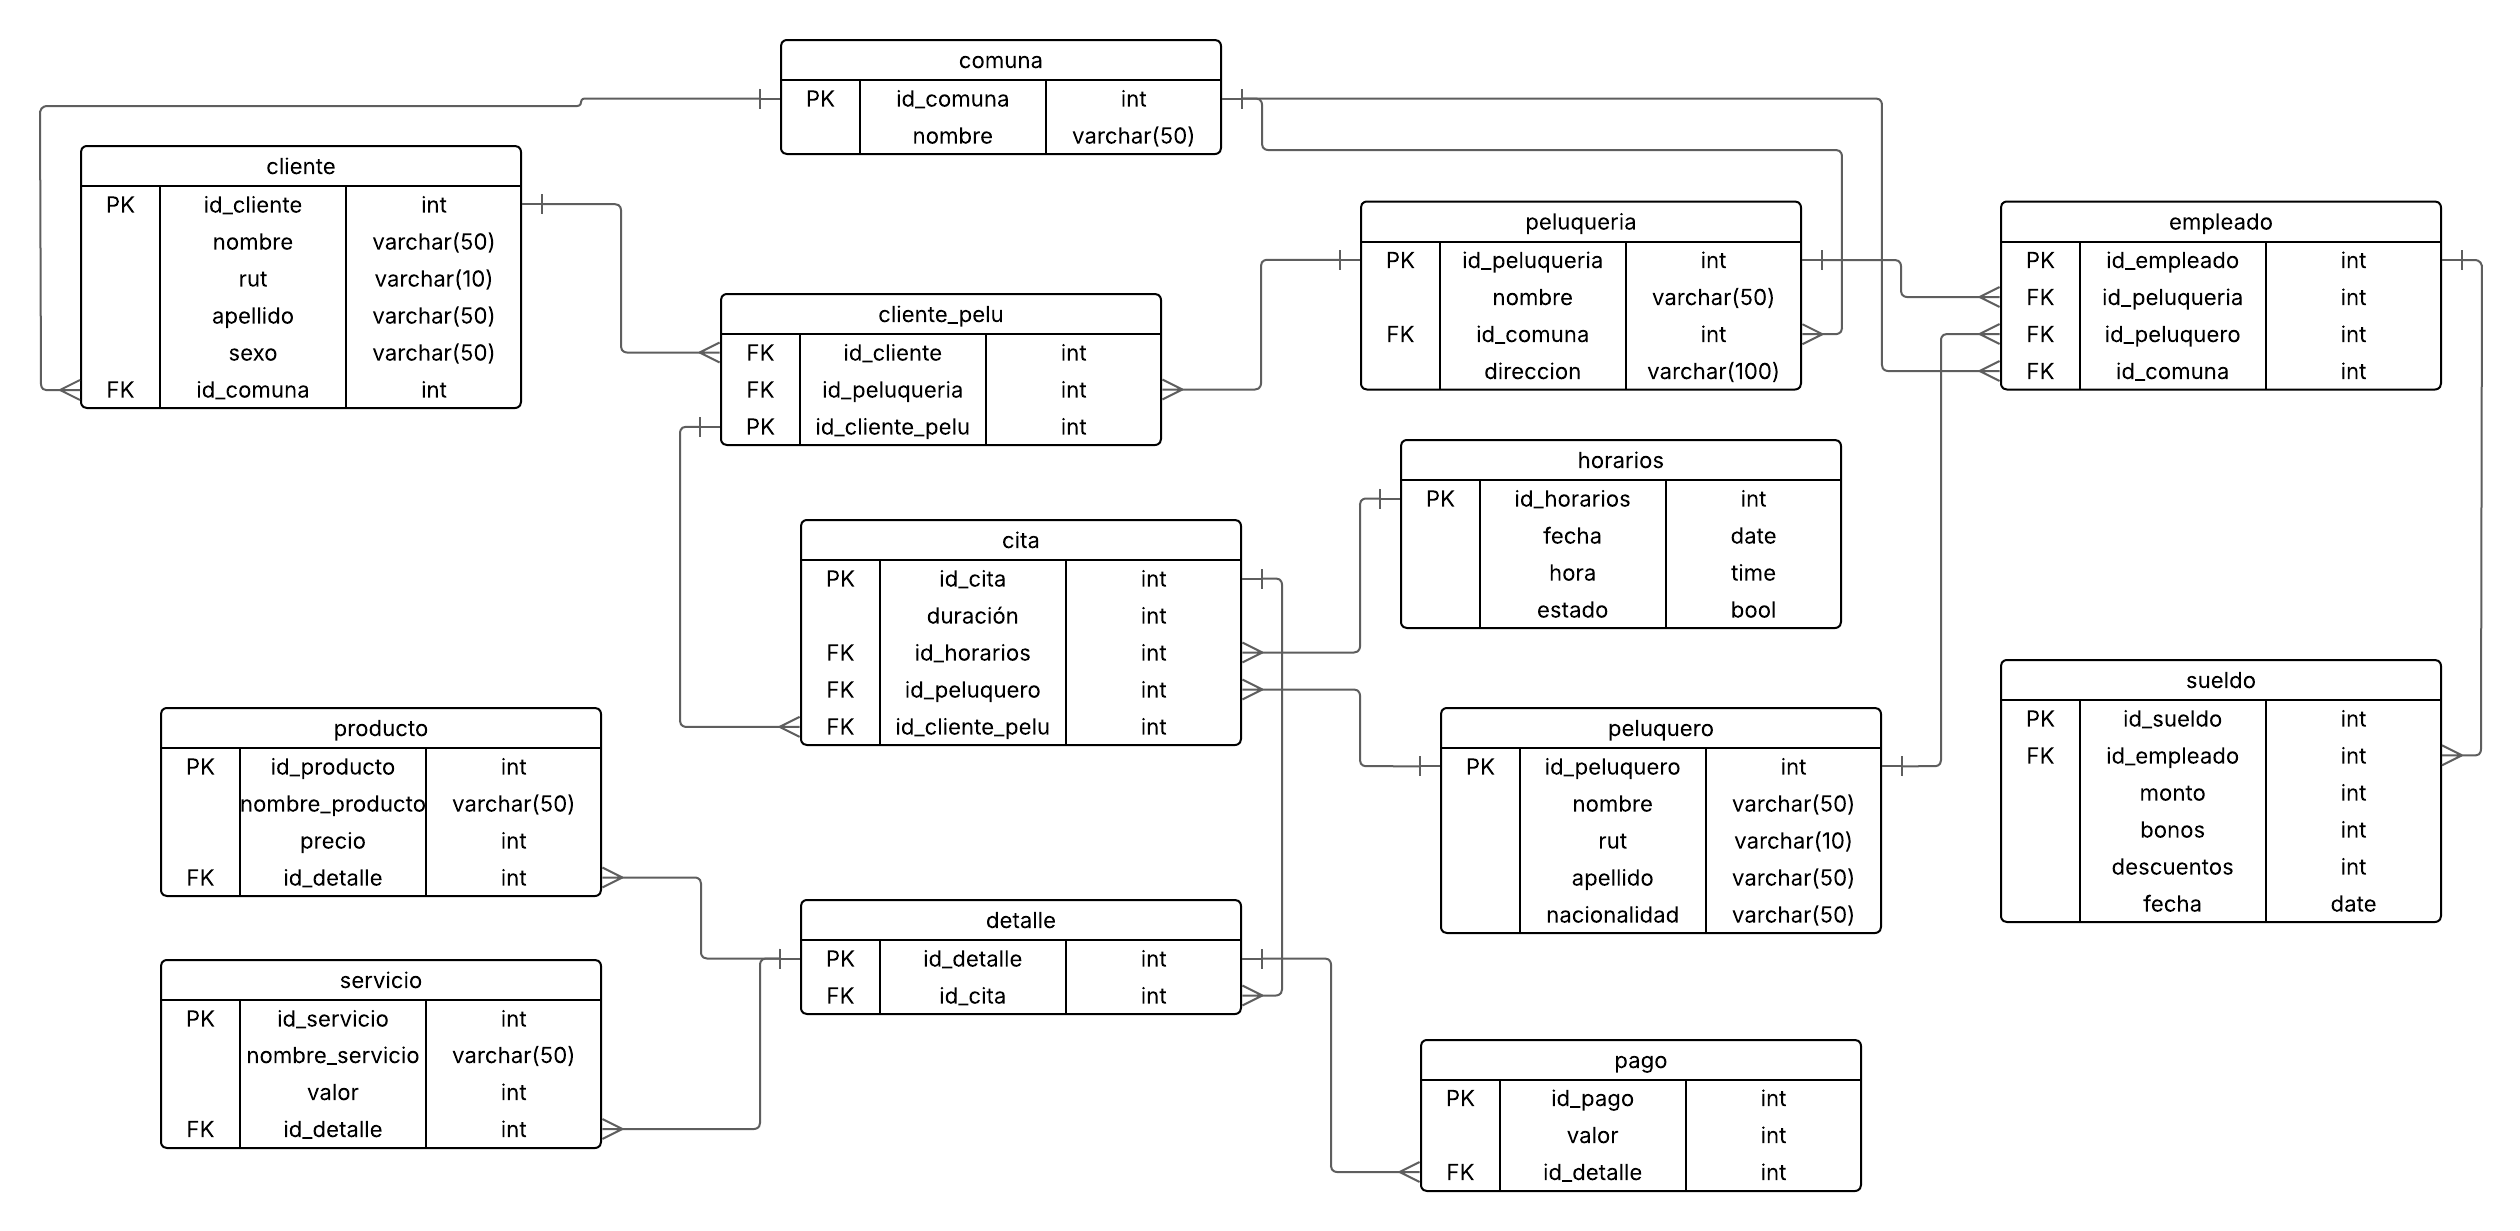 comuna
PK id_comuna int
nombre varchar(50)
cliente
PK id_cliente int
nombre varchar(50)
rut varchar(10)
apellido varchar(50)
sexo varchar(50)
FK id_comuna int
peluqueria
PK id_peluqueria int
nombre varchar(50)
FK id_comuna int
direccion varchar(100)
empleado
PK id_empleado int
FK id_peluqueria int
FK id_peluquero int
FK id_comuna int
cliente_pelu
FK id_cliente int
FK id_peluqueria int
PK id_cliente_pelu int
horarios
PK id_horarios int
fecha date
hora time
estado bool
cita
PK id_cita int
duración int
FK id_horarios int
FK id_peluquero int
FK id_cliente_pelu int
sueldo
PK id_sueldo int
FK id_empleado int
monto int
bonos int
descuentos int
fecha date
producto
PK id_producto int
nombre_producto varchar(50)
precio int
FK id_detalle int
peluquero
PK id_peluquero int
nombre varchar(50)
rut varchar(10)
apellido varchar(50)
nacionalidad varchar(50)
detalle
PK id_detalle int
FK id_cita int
servicio
PK id_servicio int
nombre_servicio varchar(50)
valor int
FK id_detalle int
pago
PK id_pago int
valor int
FK id_detalle int